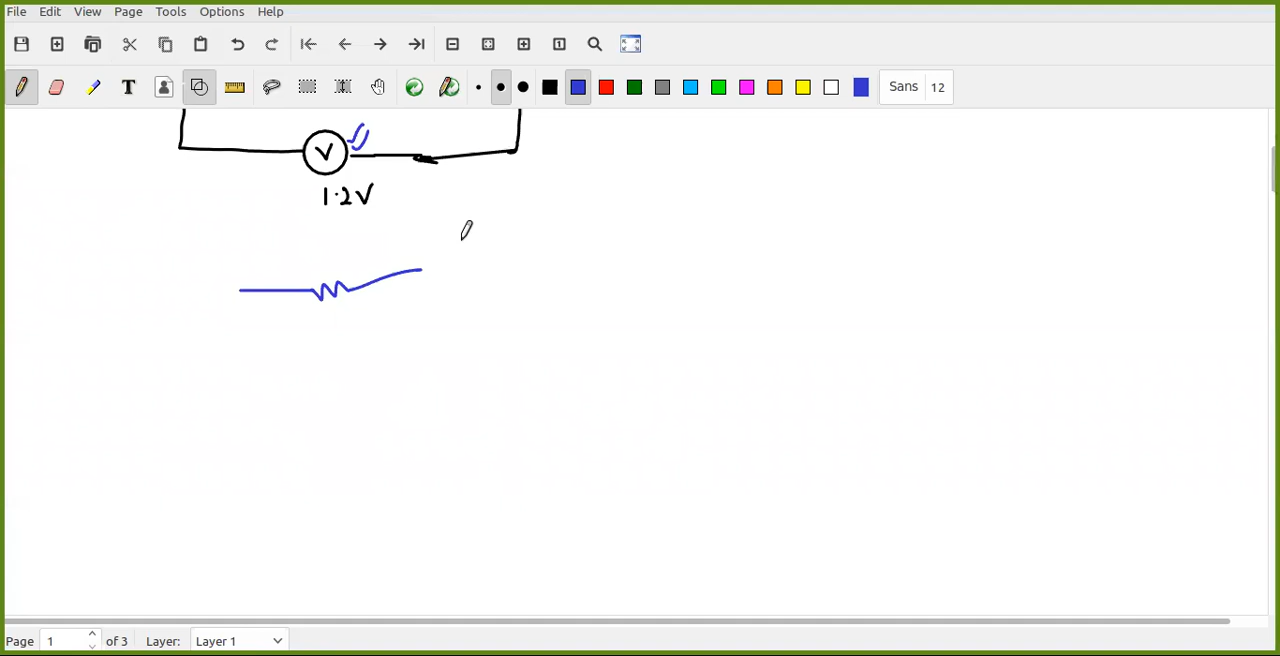 File Edit View Page Tools Options Help
T Sans 12
V
1.2V
Page 1 of 3 Layer: Layer 1